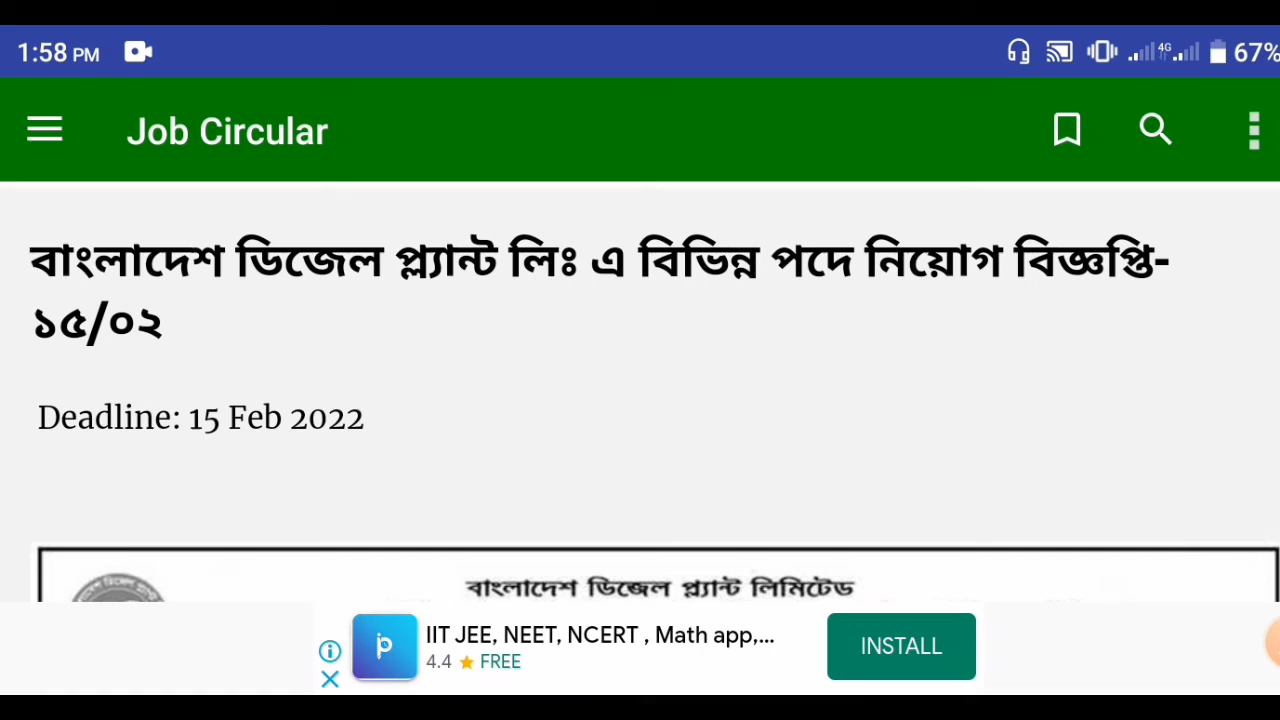 1:58 PM
4G
67%
Job Circular
বাংলাদেশ ডিজেল প্ল্যান্ট লিঃ এ বিভিন্ন পদে নিয়োগ বিজ্ঞপ্তি-
১৫/০২
Deadline: 15 Feb 2022
বাংলাদেশ ডিজেল প্ল্যান্ট লিমিটেড
IIT JEE, NEET, NCERT , Math app,...
4.4 ★ FREE
INSTALL